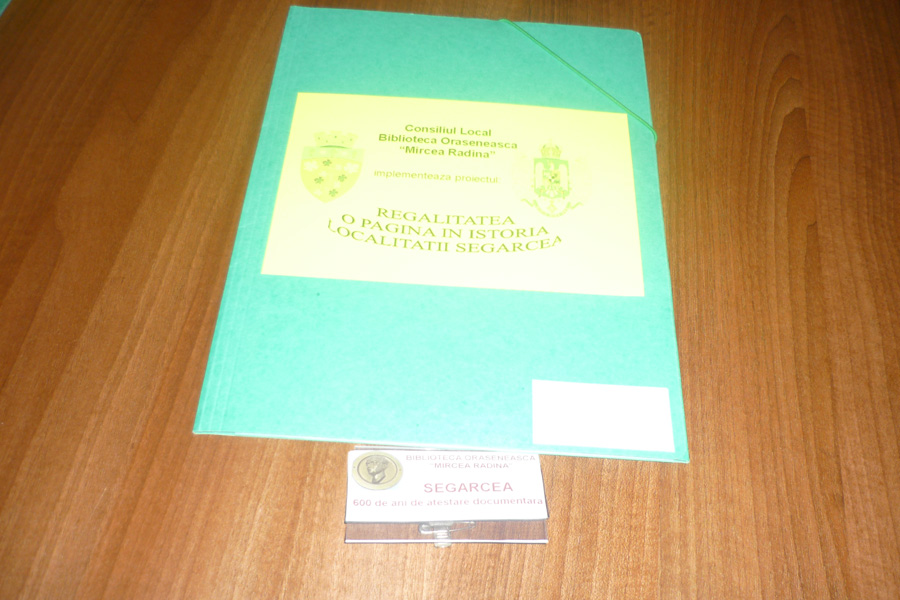 Consiliul Local
Biblioteca Oraseneasca
"Mircea Radina"
implementeaza proiectul:
REGALITATEA
O PAGINA IN ISTORIA
LOCALITATII SEGARCEA
BIBLIOTECA ORASENEASCA
"MIRCEA RADINA"
SEGARCEA
600 de ani de atestare documentara